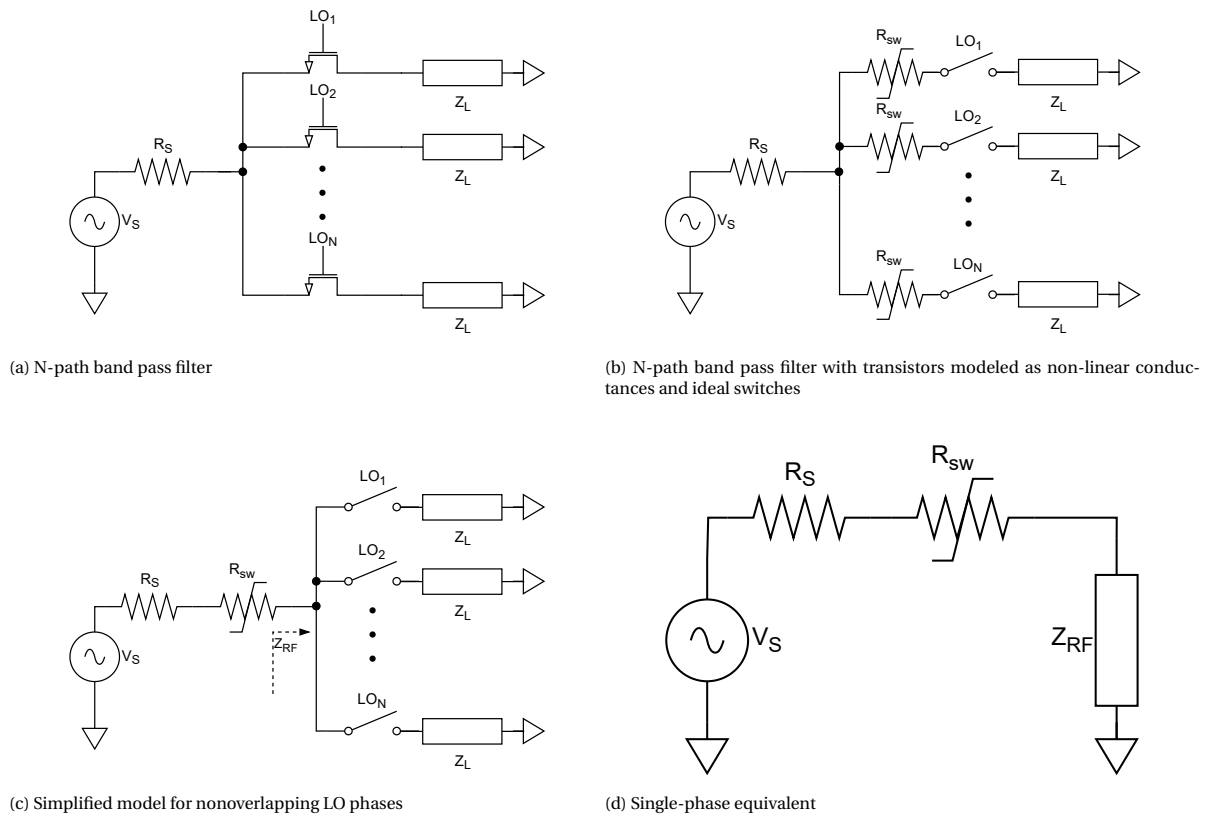 LO1
ZL
LO2
ZL
RS
VS
LON
ZL
(a) N-path band pass filter
Rsw
LO1
ZL
Rsw
LO2
ZL
RS
VS
Rsw
LON
ZL
(b) N-path band pass filter with transistors modeled as non-linear conduc-
tances and ideal switches
LO1
ZL
LO2
ZL
RS
Rsw
ZRF
VS
LON
ZL
(c) Simplified model for nonoverlapping LO phases
RS
Rsw
VS
ZRF
(d) Single-phase equivalent